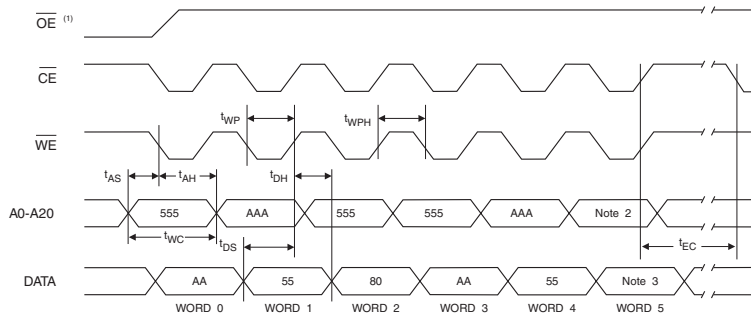 OE (1)
CE
tWP
tWPH
WE
tAS
tAH
tDH
A0-A20
555
AAA
555
555
AAA
Note 2
tWC
tDS
tEC
DATA
AA
55
80
AA
55
Note 3
WORD 0
WORD 1
WORD 2
WORD 3
WORD 4
WORD 5